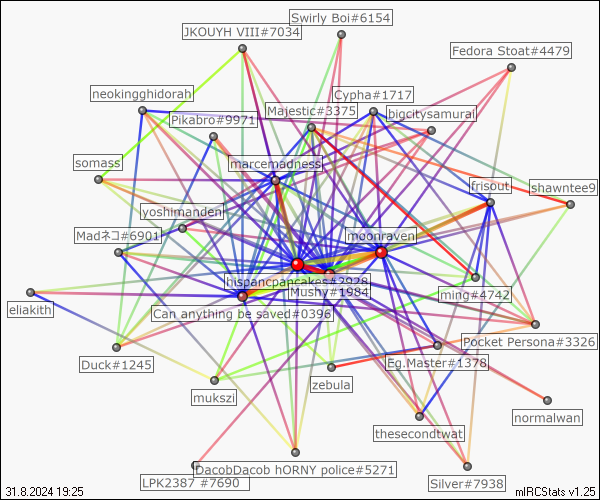 Swirly Boi#6154
JKOUYH VIII#7034
Fedora Stoat#4479
neokingghidorah
Cypha#1717
Majestic#3375
bigcitysamurai
Pikabro#9971
marcemadness
somass
frisout
shawntee9
yoshimanden
moonraven
Madネコ#6901
hispancpancakes#3928
Mushy#1984
ming#4742
eliakith
Can_anything be saved#0396
Pocket Persona#3326
Duck#1245
Eg.Master#1378
zebula
mukszi
normalwan
thesecondtwat
DacobDacob hORNY police#5271
LPK2387 #7690
Silver#7938
31.8.2024 19:25
mIRCStats v1.25